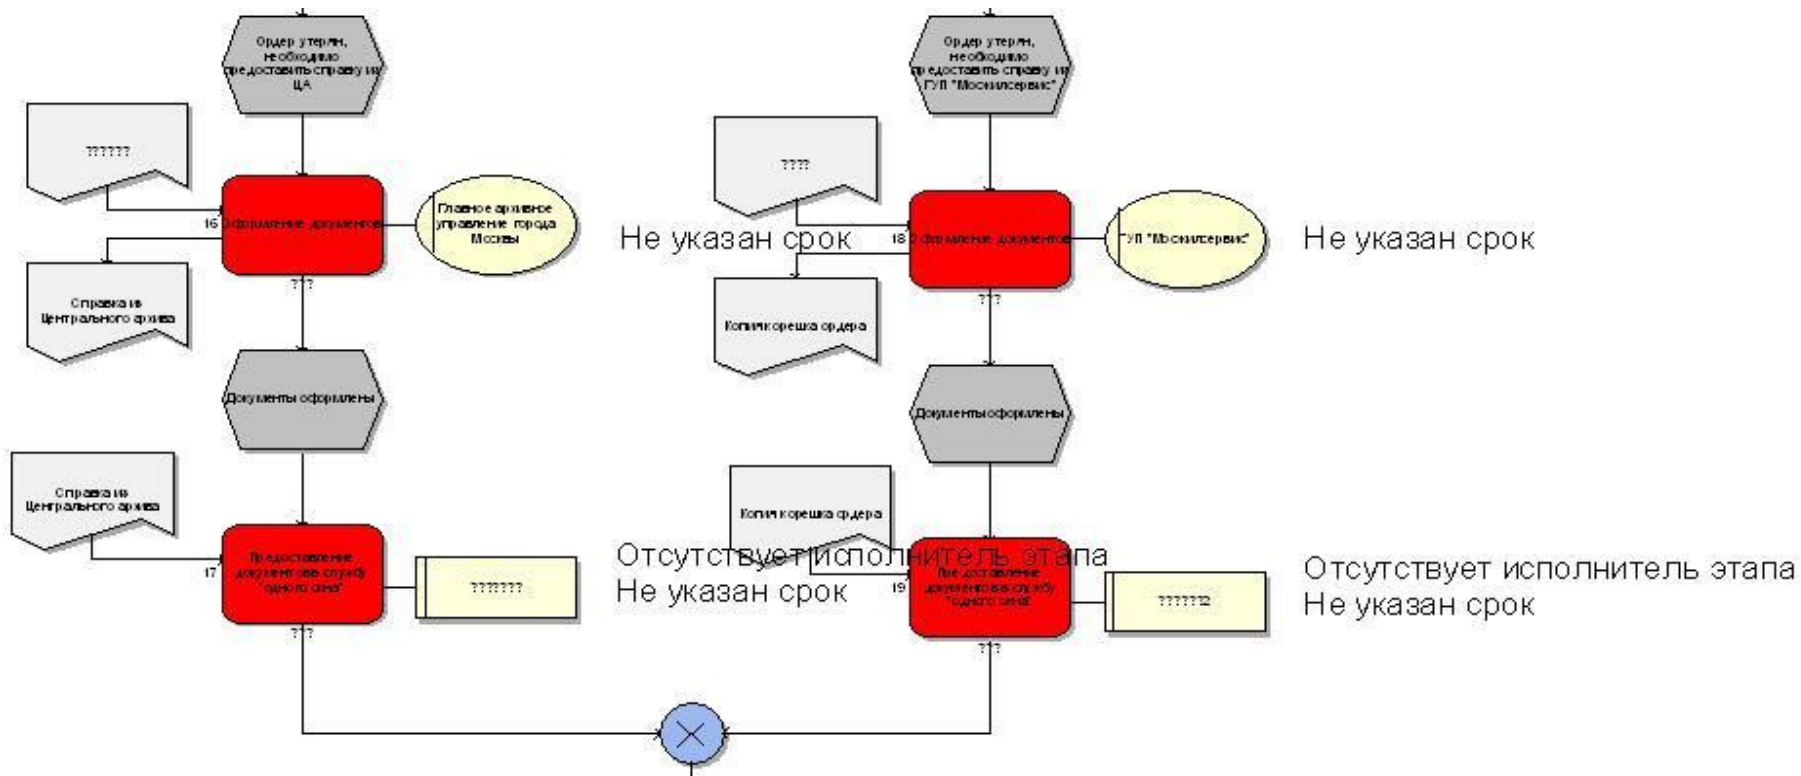 Ордер утерян,
необходимо
предоставить справку из
ЦА
??????
16
Оформление документов
Главное архивное
управление города
Москвы
Не указан срок
???
Справка из
Центрального архива
Документы оформлены
Справка из
Центрального архива
17
Предоставление
документов в службу
"одного окна"
???????
Отсутствует исполнитель этапа
Не указан срок
???
Ордер утерян,
необходимо
предоставить справку из
ГУП "Мосжилсервис"
????
18
Оформление документов
ГУП "Мосжилсервис"
Не указан срок
???
Копия корешка ордера
Документы оформлены
Копия корешка ордера
19
Предоставление
документов в службу
"одного окна"
??????2
Отсутствует исполнитель этапа
Не указан срок
???